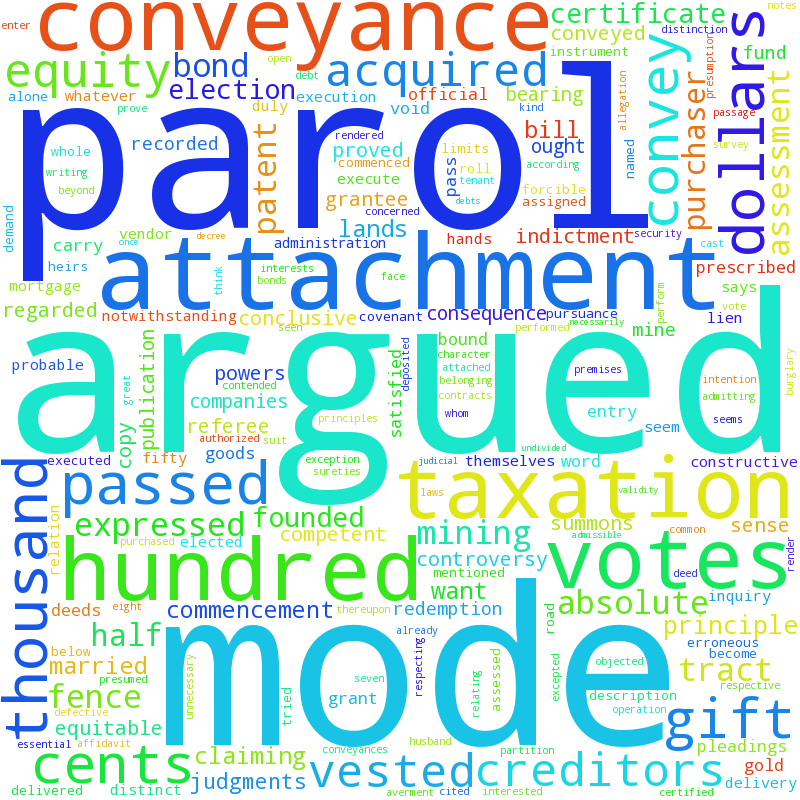 enter
conveyance
certificate
notes
conveyed
distinction
equity
bond
open
acquired
instrument
convey
dollars
presumption
fund
debt
election
alone
whatever
duly
execution
official
bearing
allegation
purchaser
assessment
prove
void
kind
bill
passage
parol
patent
rendered
proved
limits
pass
ought
named
survey
recorded
whole
commenced
roll
according
writing
execute
tenant
forcible
beyond
grantee
debts
assigned
demand
concerned
lands
vendor
once
decree
administration
hands
indictment
security
cast
carry
heirs
think
interests
bonds
face
attachment
prescribed
mortgage
perform
says
regarded
notwithstanding
conclusive
covenant
consequence
pursuance
vote
lien
seen
performed
necessarily
mine
argued
probable
publication
great
powers
contended
satisfied
deposited
bound
character
attached
belonging
premises
intention
burglary
companies
contracts
admitting
copy
referee
principles
whom
entry
seem
seems
authorized
suit
goods
exception
sureties
undivided
executed
fifty
judicial
themselves
word
constructive
thousand
passed
laws
taxation
validity
relation
expressed
founded
competent
mining
summons
common
sense
admissible
purchased
elected
hundred
controversy
votes
render
mentioned
deed
want
deeds
eight
commencement
thereupon
redemption
absolute
inquiry
road
half
mode
already
principle
erroneous
become
below
married
presumed
unnecessary
respecting
objected
tract
excepted
respective
fence
seven
relating
assessed
description
defective
tried
grant
operation
gift
equitable
essential
affidavit
conveyances
husband
partition
pleadings
cents
claiming
vested
creditors
gold
delivered
distinct
judgments
averment
cited
interested
certified
delivery